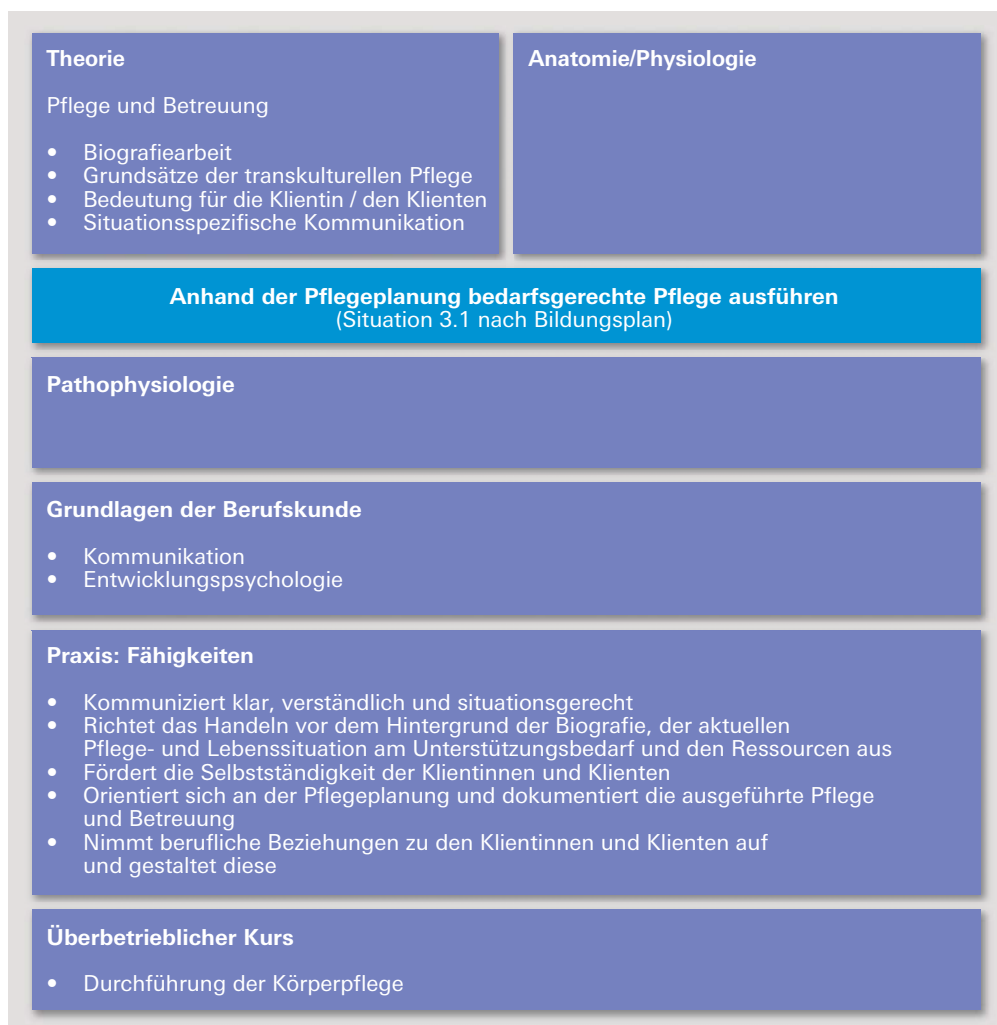 Theorie
Pflege und Betreuung
• Biografiearbeit
• Grundsätze der transkulturellen Pflege
• Bedeutung für die Klientin / den Klienten
• Situationsspezifische Kommunikation
Anatomie/Physiologie
Anhand der Pflegeplanung bedarfsgerechte Pflege ausführen
(Situation 3.1 nach Bildungsplan)
Pathophysiologie
Grundlagen der Berufskunde
• Kommunikation
• Entwicklungspsychologie
Praxis: Fähigkeiten
• Kommuniziert klar, verständlich und situationsgerecht
• Richtet das Handeln vor dem Hintergrund der Biografie, der aktuellen
Pflege- und Lebenssituation am Unterstützungsbedarf und den Ressourcen aus
• Fördert die Selbstständigkeit der Klientinnen und Klienten
• Orientiert sich an der Pflegeplanung und dokumentiert die ausgeführte Pflege
und Betreuung
• Nimmt berufliche Beziehungen zu den Klientinnen und Klienten auf
und gestaltet diese
Überbetrieblicher Kurs
• Durchführung der Körperpflege